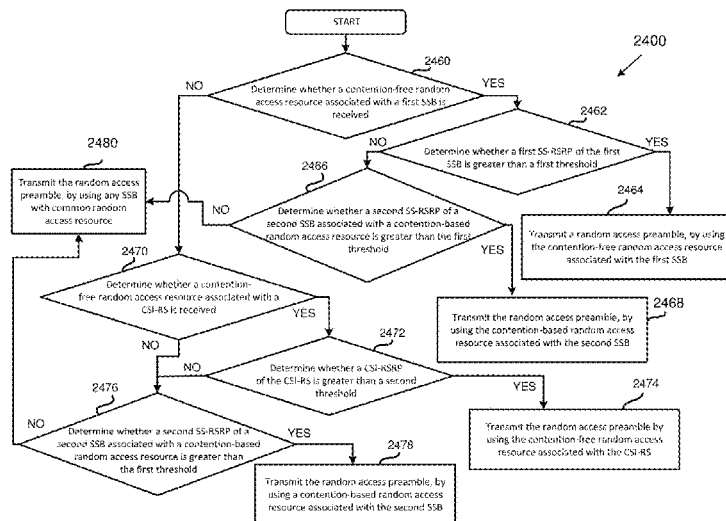 START
2400
2460
NO
YES
Determine whether a contention-free random
access resource associated with a first SSB is
received
2462
2480
NO
YES
Determine whether a first SS-RSRP of the first
SSB is greater than a first threshold
2466
Transmit the random access
preamble, by using any SSB
with common random
access resource
2464
NO
Determine whether a second SS-RSRP of a
second SSB associated with a contention-based
random access resource is greater than the first
threshold
Transmit a random access preamble, by using
the contention-free random access resource
associated with the first SSB
YES
2470
Determine whether a contention-
free random access resource associated with a
CSI-RS is received
2468
YES
Transmit the random access preamble, by
using the contention-based random access
resource associated with the second SSB
2472
NO
NO
Determine whether a CSI-RSRP
of the CSI-RS is greater than a second
threshold
2476
YES
2474
NO
Determine whether a second SS-RSRP of
a second SSB associated with a contention-based
random access resource is greater than
the first threshold
YES
Transmit the random access preamble by
using the contention-free random access
resource associated with the CSI-RS
2478
Transmit the random access preamble, by
using a contention-based random access
resource associated with the second SSB